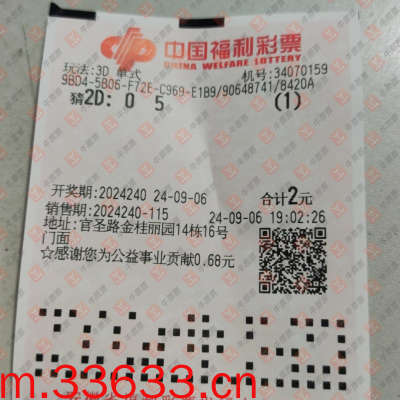 中国福利彩票
CHINA WELFARE LOTTERY
玩法:3D 单式 机号:34070159
9BD4-5B06-F72E-C969-E1B9/90648741/8420A
猜2D: 0 5 (1)
开奖期:2024240 24-09-06 合计2元
销售期:2024240-115 24-09-06 19:02:26
地址:官圣路金桂丽园14栋16号
门面
☆感谢您为公益事业贡献0.68元
m.33633.cn